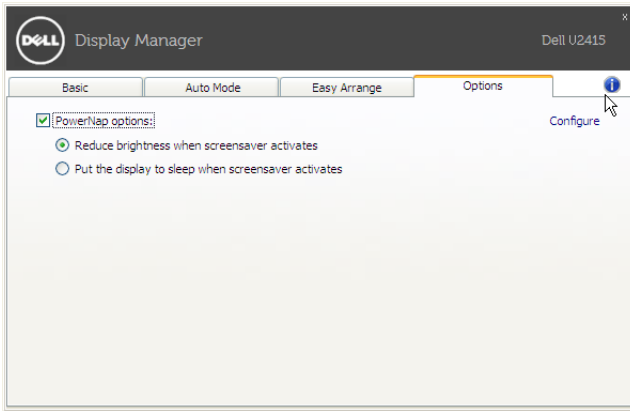 x
DELL Display Manager Dell U2415
Basic Auto Mode Easy Arrange Options i
PowerNap options: Configure
Reduce brightness when screensaver activates
Put the display to sleep when screensaver activates